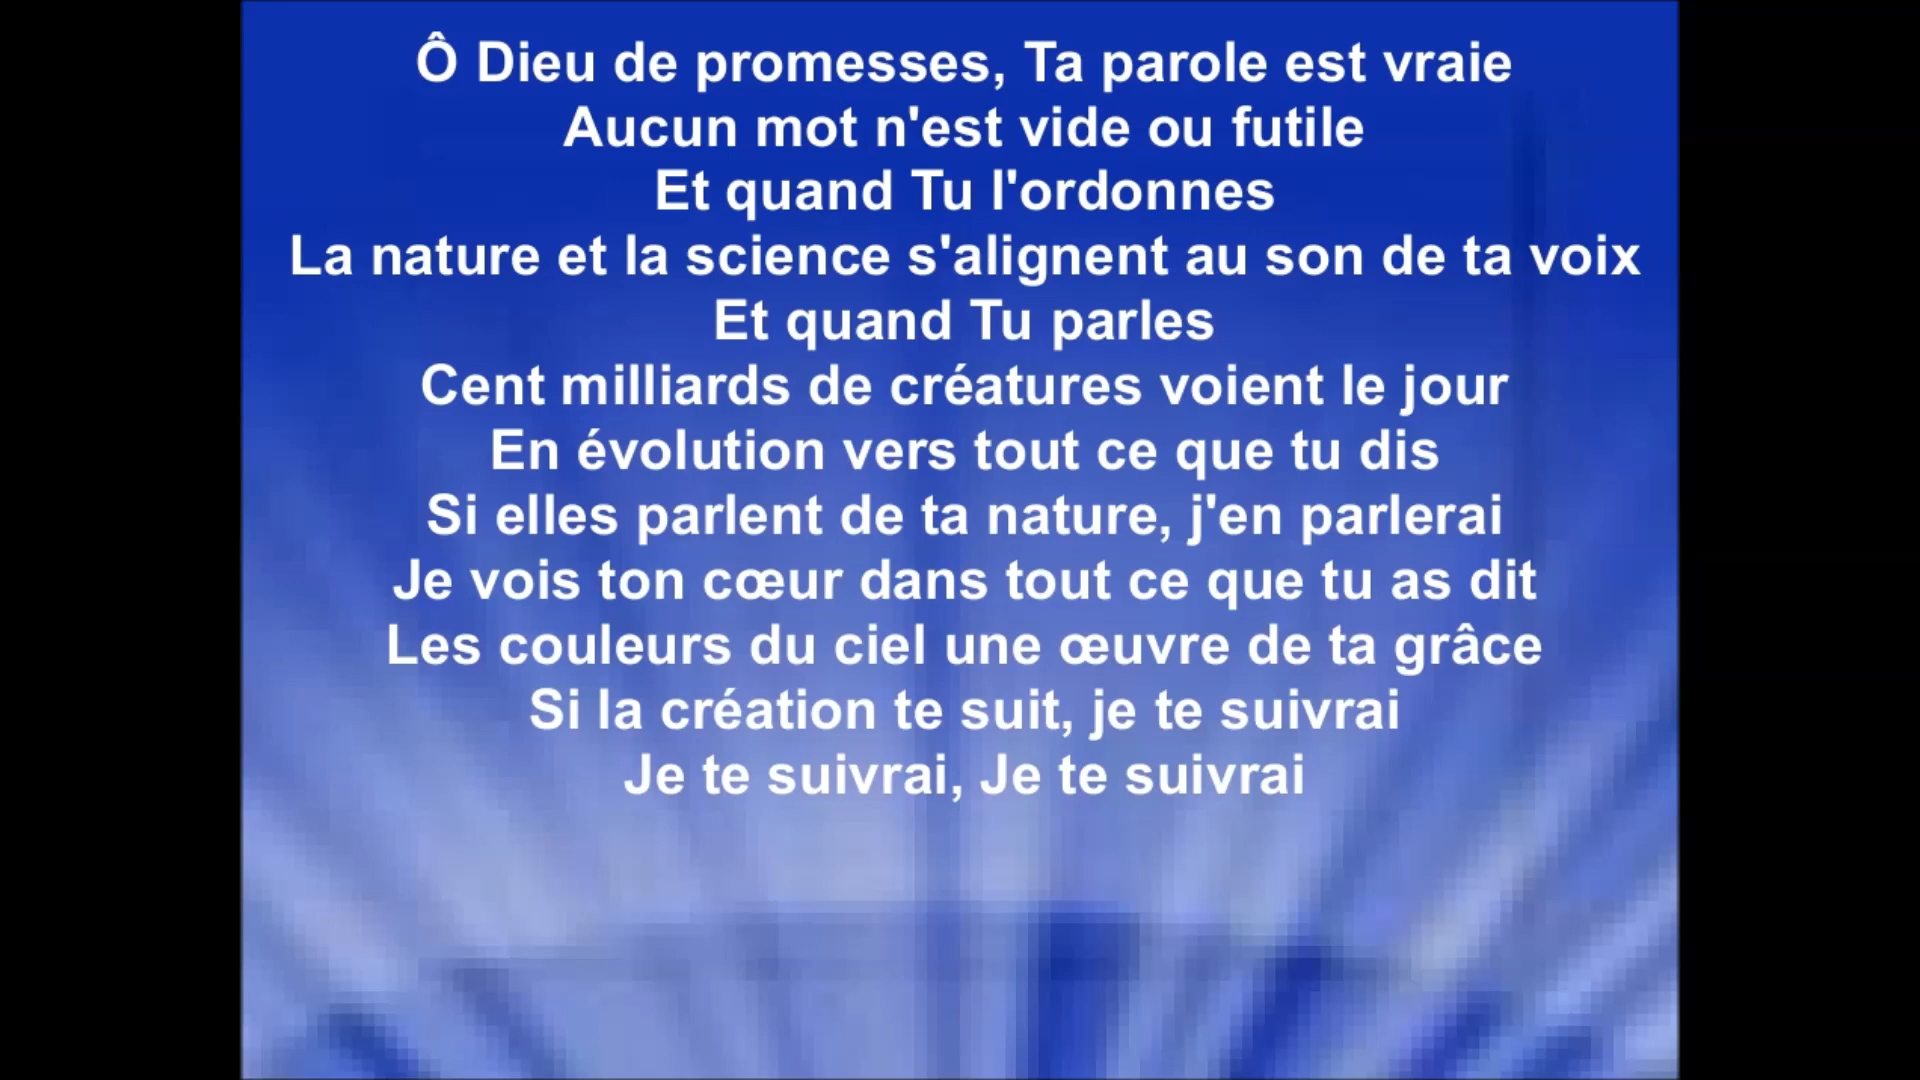 Ô Dieu de promesses, Ta parole est vraie
Aucun mot n'est vide ou futile
Et quand Tu l'ordonnes
La nature et la science s'alignent au son de ta voix
Et quand Tu parles
Cent milliards de créatures voient le jour
En évolution vers tout ce que tu dis
Si elles parlent de ta nature, j'en parlerai
Je vois ton cœur dans tout ce que tu as dit
Les couleurs du ciel une œuvre de ta grâce
Si la création te suit, je te suivrai
Je te suivrai, Je te suivrai